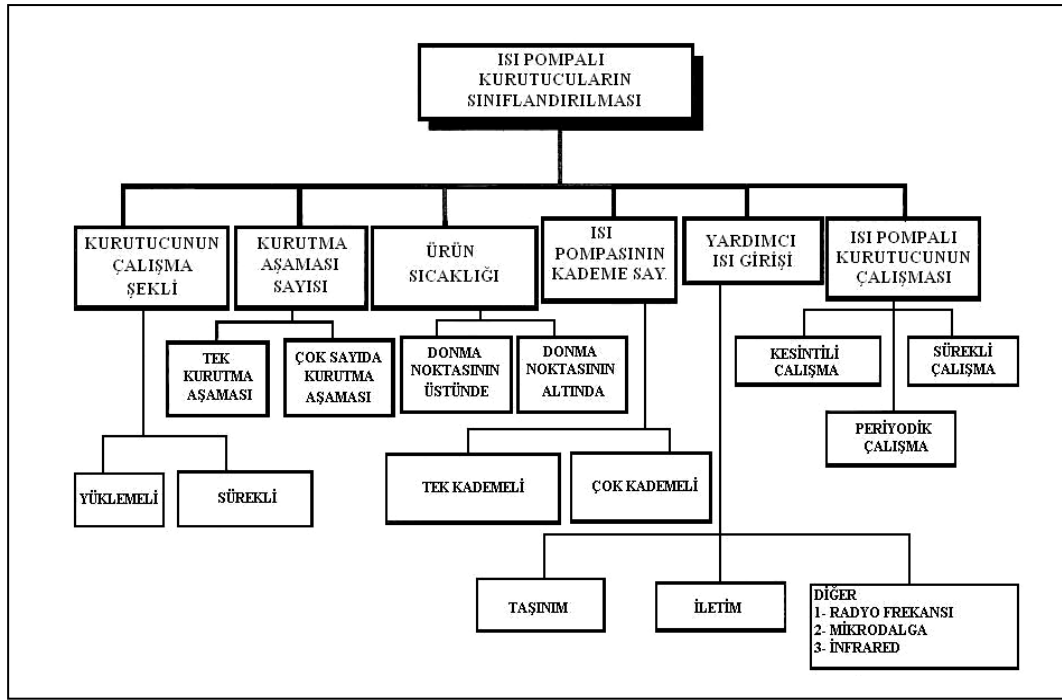 ISI POMPALI
KURUTUCULARIN
SINIFLANDIRILMASI
KURUTUCUNUN
ÇALIŞMA
ŞEKLİ
KURUTMA
AŞAMASI
SAYISI
ÜRÜN
SICAKLIĞI
ISI
POMPASININ
KADEME SAY.
YARDIMCI
ISI GİRİŞİ
ISI POMPALI
KURUTUCUNUN
ÇALIŞMASI
TEK
KURUTMA
AŞAMASI
ÇOK SAYIDA
KURUTMA
AŞAMASI
DONMA
NOKTASININ
ÜSTÜNDE
DONMA
NOKTASININ
ALTINDA
KESİNTİLİ
ÇALIŞMA
SÜREKLİ
ÇALIŞMA
PERİYODİK
ÇALIŞMA
YÜKLEMELİ
SÜREKLİ
TEK KADEMELİ
ÇOK KADEMELİ
TAŞINIM
İLETİM
DİĞER
1- RADYO FREKANSI
2- MİKRODALGA
3- İNFRARED